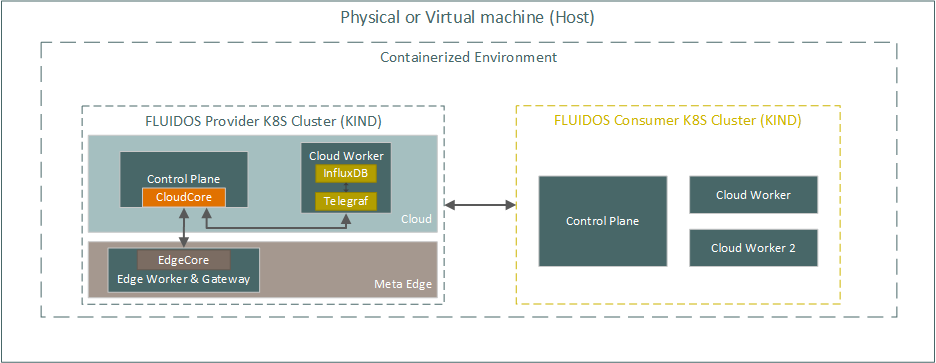 Physical or Virtual machine (Host)
Containerized Environment
FLUIDOS Provider K8S Cluster (KIND)
Control Plane
CloudCore
Cloud Worker
InfluxDB
Telegraf
Cloud
EdgeCore
Edge Worker & Gateway
Meta Edge
FLUIDOS Consumer K8S Cluster (KIND)
Control Plane
Cloud Worker
Cloud Worker 2